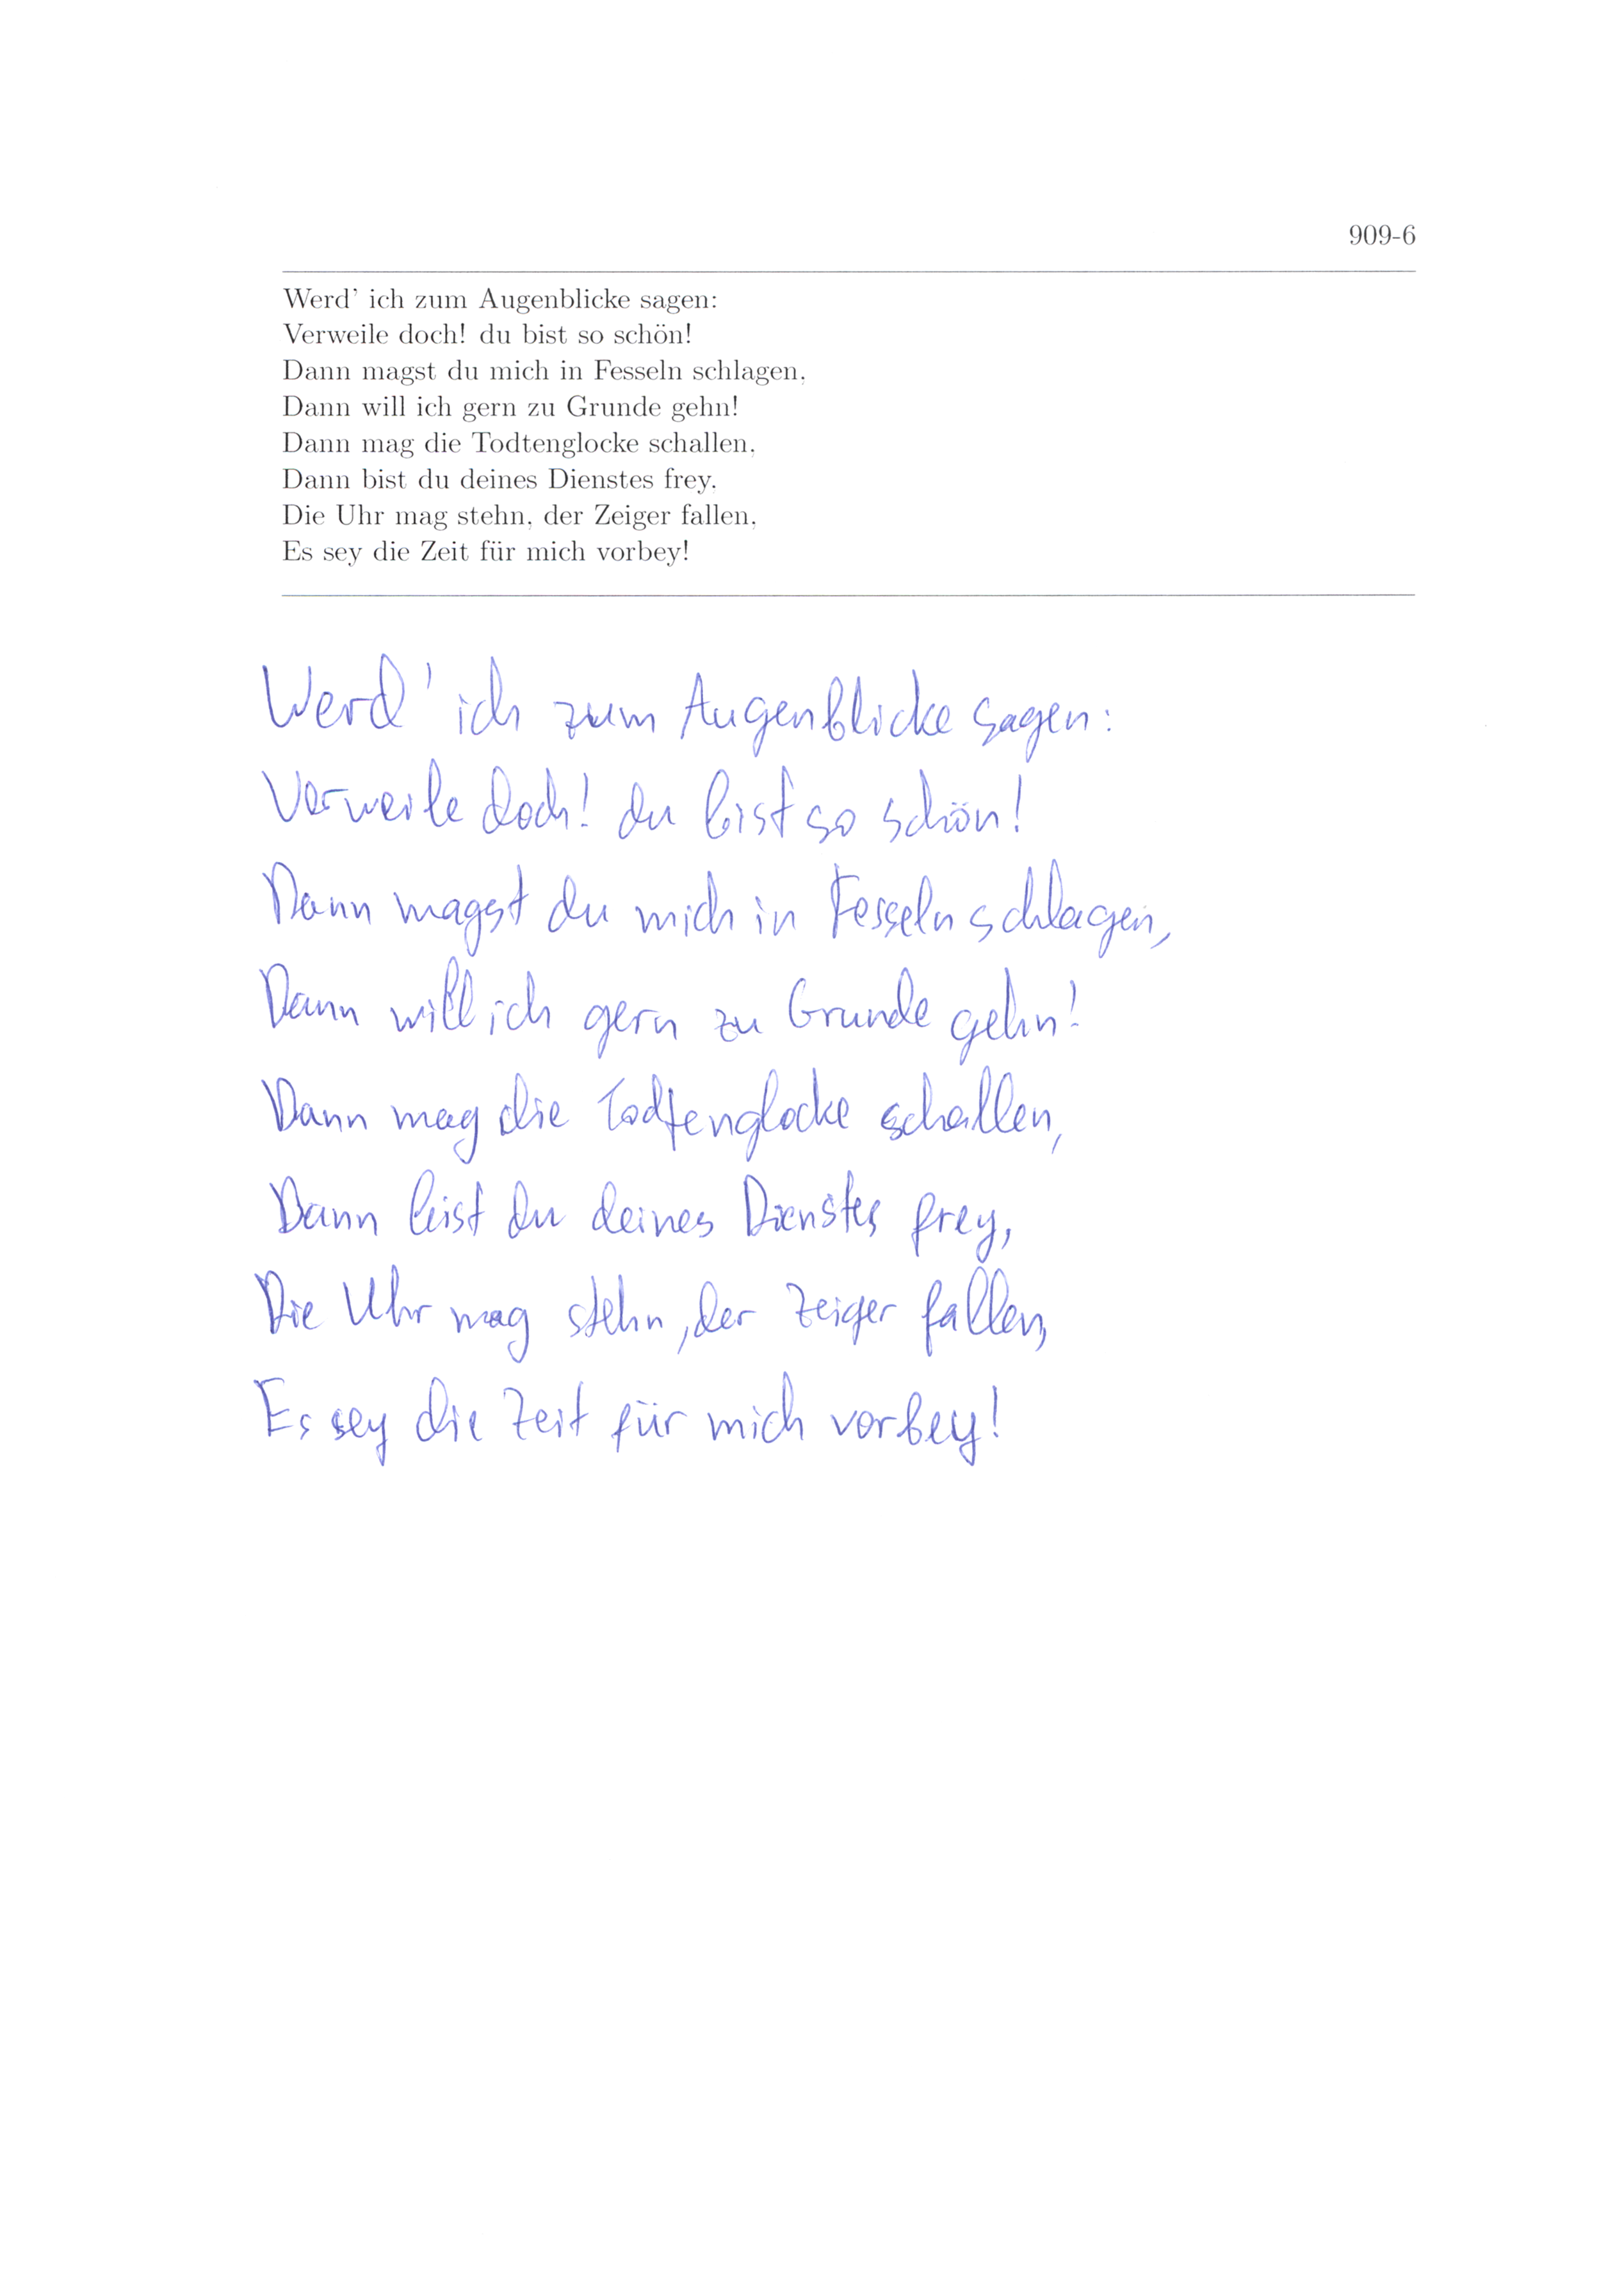 909-6
Werd' ich zum Augenblicke sagen:
Verweile doch! du bist so schön!
Dann magst du mich in Fesseln schlagen,
Dann will ich gern zu Grunde gehn!
Dann mag die Todtenglocke schallen,
Dann bist du deines Dienstes frey,
Die Uhr mag stehn, der Zeiger fallen,
Es sey die Zeit für mich vorbey!
Werd' ich zum Augenblicke sagen:
Verweile doch! du bist so schön!
Dann magst du mich in Fesseln schlagen,
Dann will ich gern zu Grunde gehn!
Dann mag die Todtenglocke schallen,
Dann bist du deines Dienstes frey,
Die Uhr mag stehn, der Zeiger fallen,
Es sey die Zeit für mich vorbey!